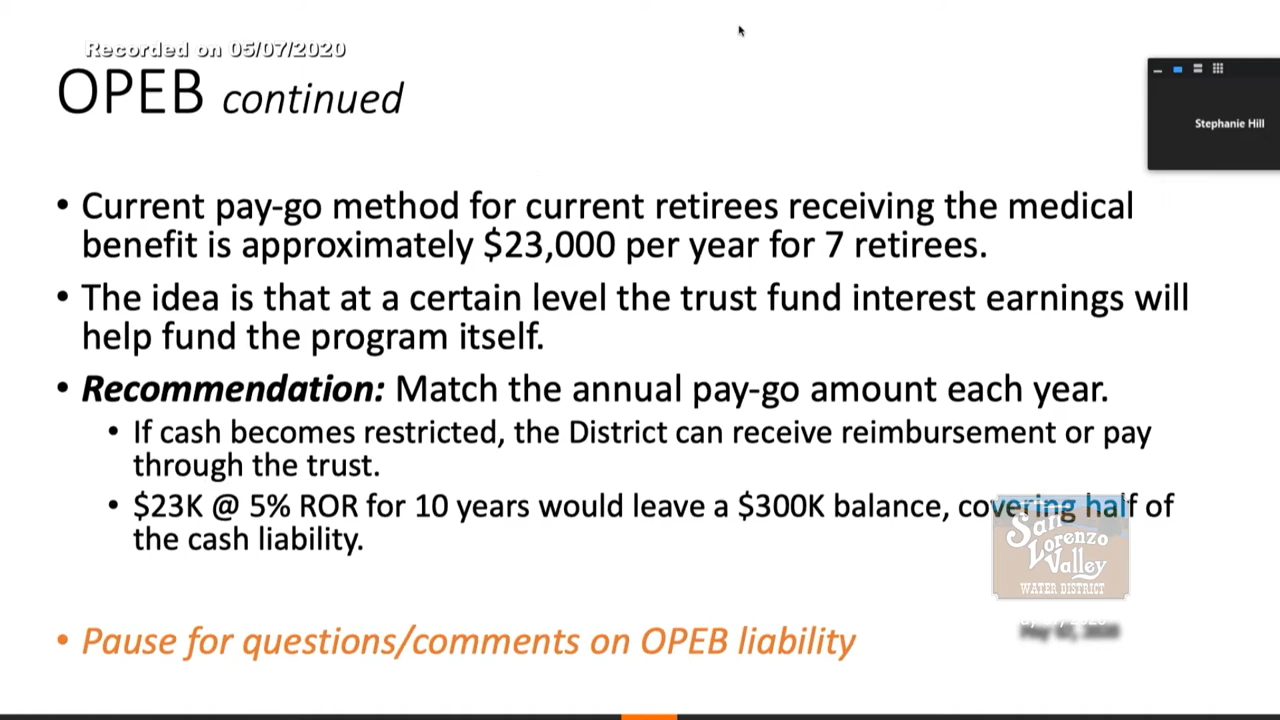 Recorded on 05/07/2020
OPEB continued
Stephanie Hill
• Current pay-go method for current retirees receiving the medical
benefit is approximately $23,000 per year for 7 retirees.
• The idea is that at a certain level the trust fund interest earnings will
help fund the program itself.
• Recommendation: Match the annual pay-go amount each year.
• If cash becomes restricted, the District can receive reimbursement or pay
through the trust.
• $23K @ 5% ROR for 10 years would leave a $300K balance, covering half of
the cash liability.
San
Lorenzo
Valley
WATER DISTRICT
• Pause for questions/comments on OPEB liability